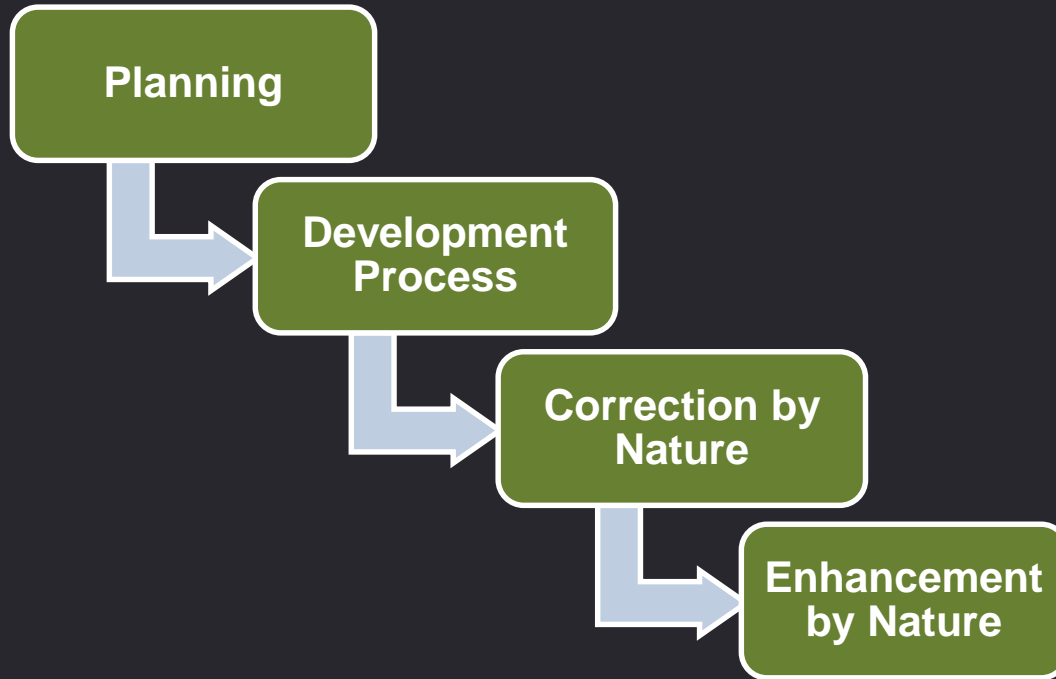 Planning
Development
Process
Correction by
Nature
Enhancement
by Nature